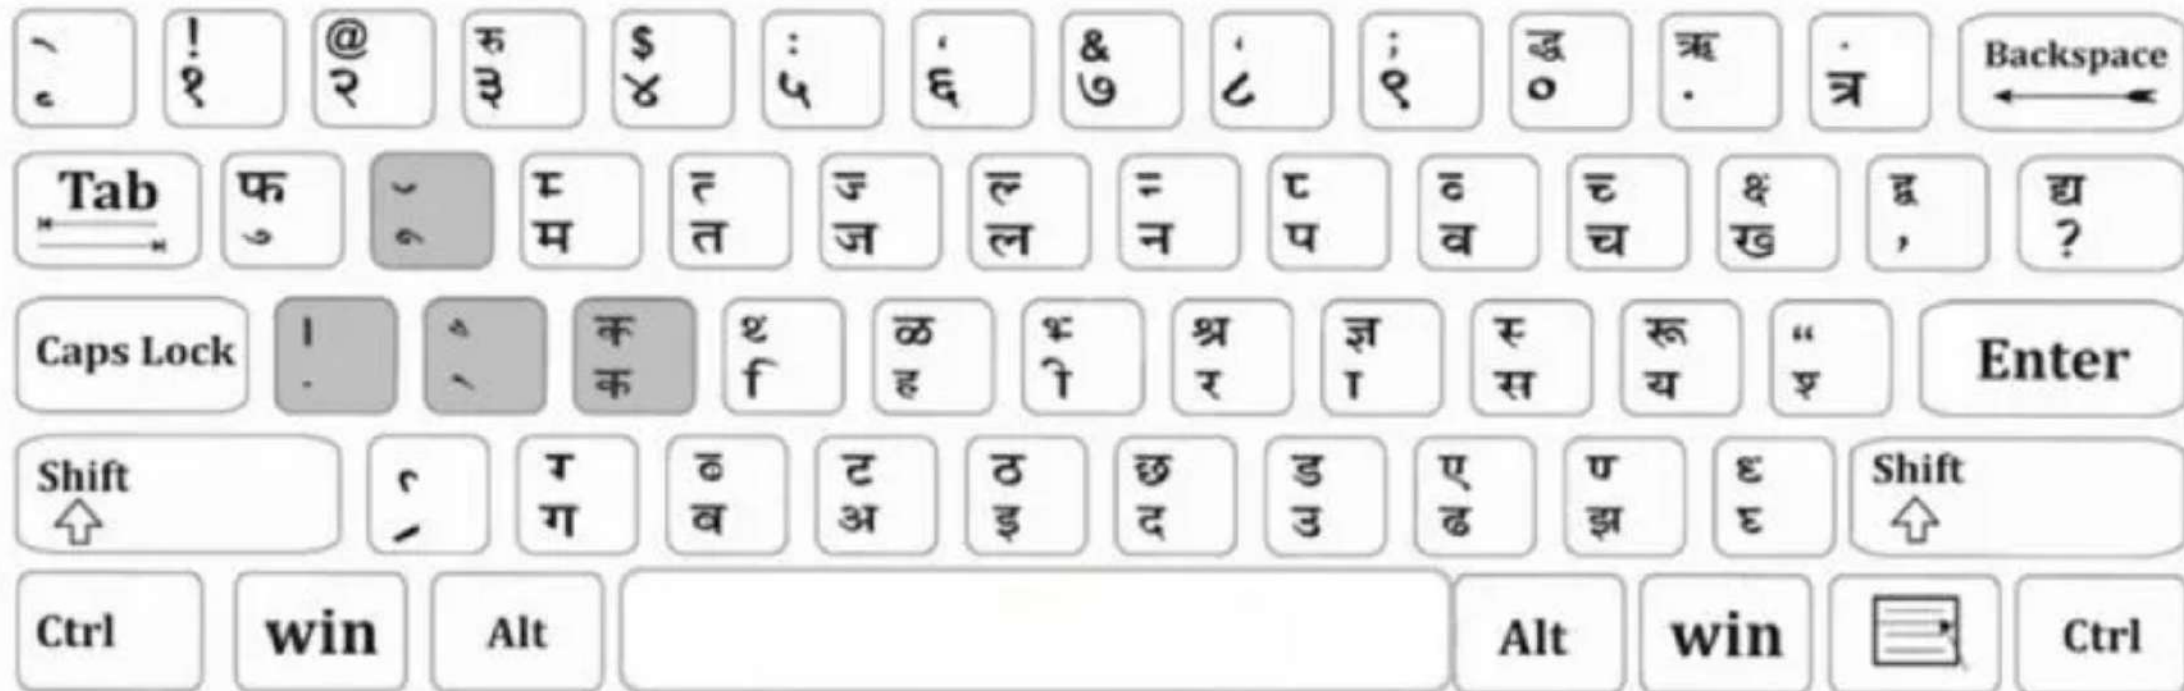 ! @ रु $ : ‘ & ‘ ; द्ध ऋ Backspace
१ २ ३ ४ ५ ६ ७ ८ ९ ० . त्र
Tab फ म् त् ज् ल् न् प् व् च् क्ष् द्व द्य
ु ू म त ज ल न प व च ख , ?
Caps Lock । ै क् थ् ळ भ् श्र ज्ञ स् रू “ Enter
. े क ि ह ी र ा स य श्
Shift ग् ब् ट ठ छ ड ए ण् ध् Shift
ग ब अ इ द उ ढ झ घ्
Ctrl win Alt Alt win Ctrl